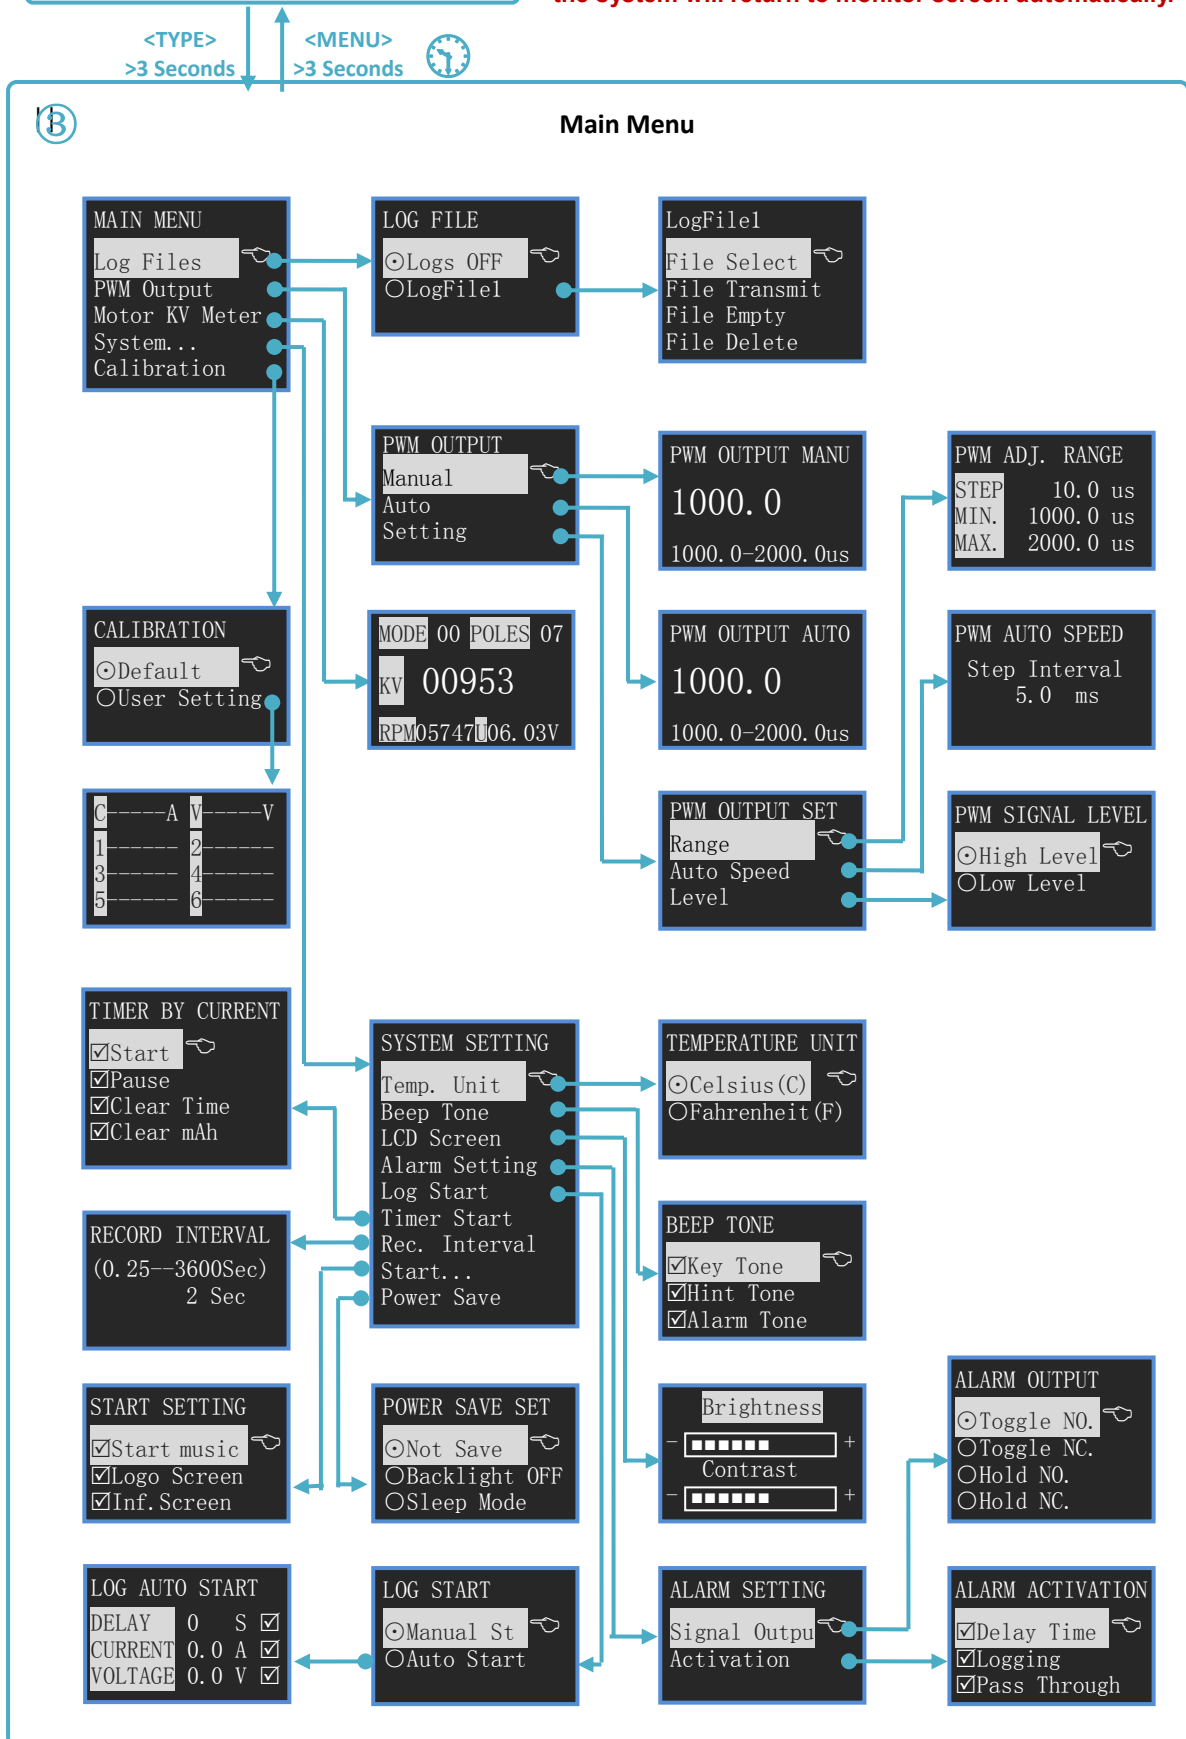 the system will return to monitor screen automatically.
<TYPE>
>3 Seconds
<MENU>
>3 Seconds
③
Main Menu
MAIN MENU
Log Files
PWM Output
Motor KV Meter
System...
Calibration
LOG FILE
⊙Logs OFF
○LogFile1
LogFile1
File Select
File Transmit
File Empty
File Delete
PWM OUTPUT
Manual
Auto
Setting
PWM OUTPUT MANU
1000.0
1000.0-2000.0us
PWM ADJ. RANGE
STEP 10.0 us
MIN. 1000.0 us
MAX. 2000.0 us
CALIBRATION
⊙Default
○User Setting
MODE 00 POLES 07
KV 00953
RPM05747U06.03V
PWM OUTPUT AUTO
1000.0
1000.0-2000.0us
PWM AUTO SPEED
Step Interval
5.0 ms
C-----A V-----V
1------ 2------
3------ 4------
5------ 6------
PWM OUTPUT SET
Range
Auto Speed
Level
PWM SIGNAL LEVEL
⊙High Level
○Low Level
TIMER BY CURRENT
☑Start
☑Pause
☑Clear Time
☑Clear mAh
SYSTEM SETTING
Temp. Unit
Beep Tone
LCD Screen
Alarm Setting
Log Start
Timer Start
Rec. Interval
Start...
Power Save
TEMPERATURE UNIT
⊙Celsius(C)
○Fahrenheit(F)
RECORD INTERVAL
(0.25--3600Sec)
2 Sec
BEEP TONE
☑Key Tone
☑Hint Tone
☑Alarm Tone
START SETTING
☑Start music
☑Logo Screen
☑Inf.Screen
POWER SAVE SET
⊙Not Save
○Backlight OFF
○Sleep Mode
Brightness
- +
Contrast
- +
ALARM OUTPUT
⊙Toggle NO.
○Toggle NC.
○Hold NO.
○Hold NC.
LOG AUTO START
DELAY 0 S ☑
CURRENT 0.0 A ☑
VOLTAGE 0.0 V ☑
LOG START
⊙Manual St
○Auto Start
ALARM SETTING
Signal Outpu
Activation
ALARM ACTIVATION
☑Delay Time
☑Logging
☑Pass Through